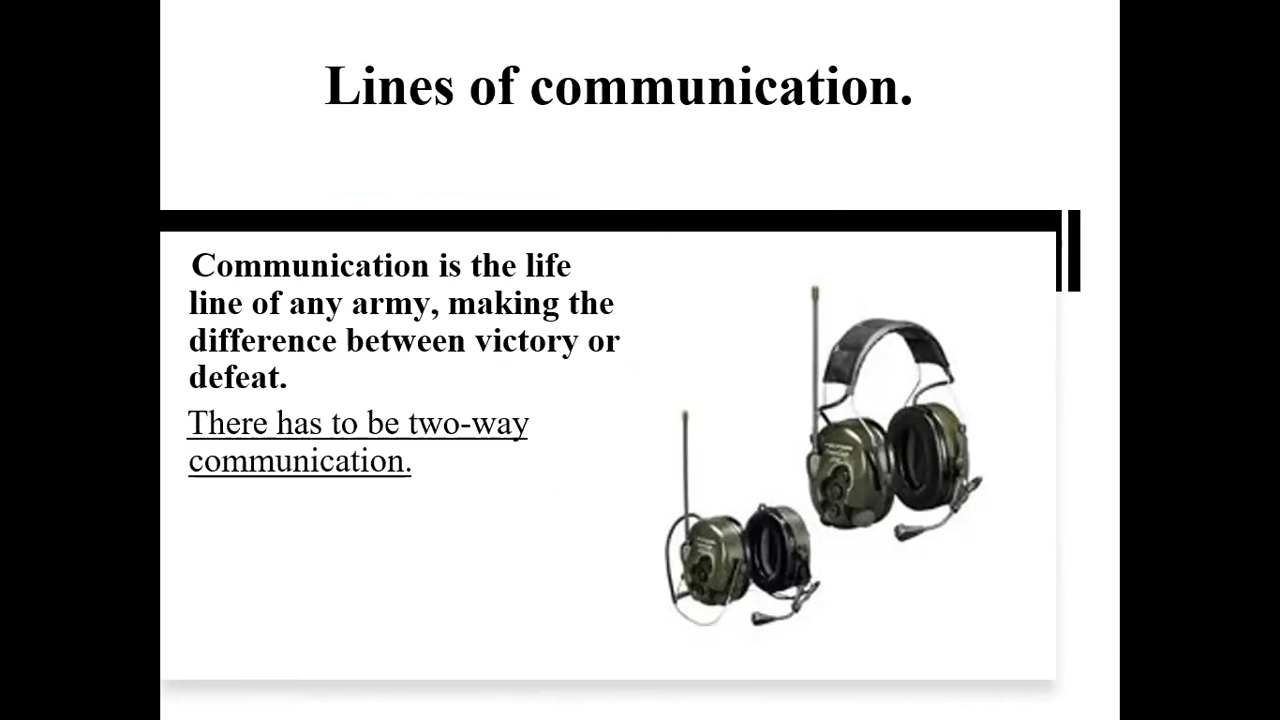 Lines of communication.
Communication is the life
line of any army, making the
difference between victory or
defeat.
There has to be two-way
communication.